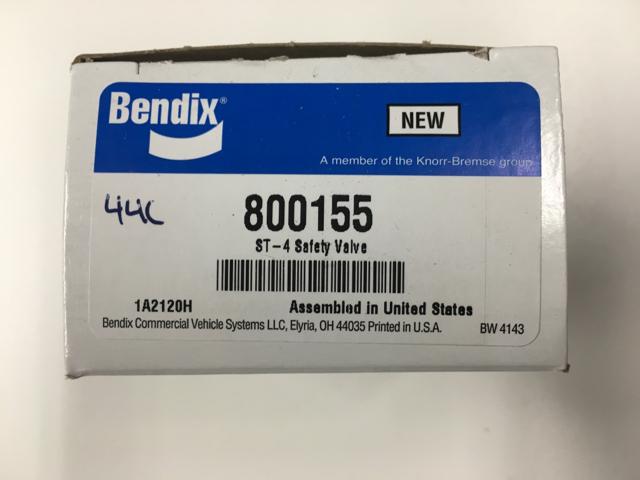 Bendix®
NEW
A member of the Knorr-Bremse group
44C
800155
ST-4 Safety Valve
1A2120H Assembled in United States
Bendix Commercial Vehicle Systems LLC, Elyria, OH 44035 Printed in U.S.A. BW 4143